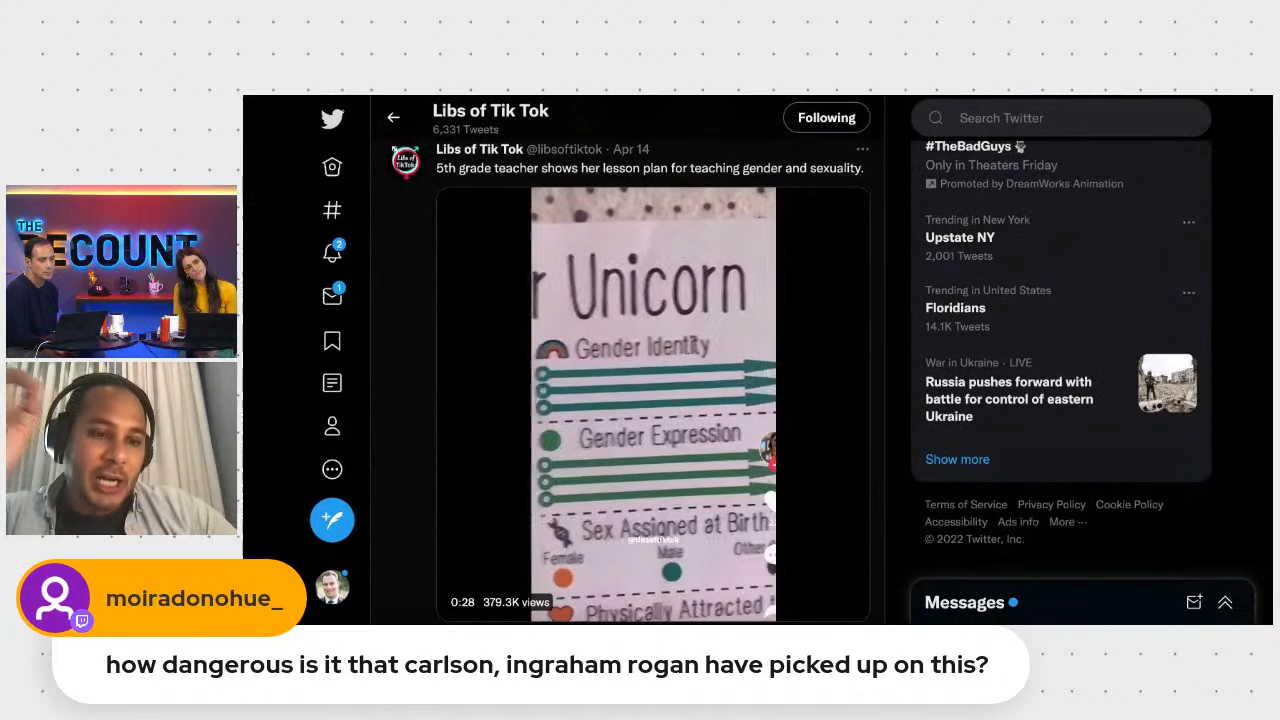 THE
RECOUNT
Libs of Tik Tok
6,331 Tweets
Following
Libs of Tik Tok @libsoftiktok · Apr 14
5th grade teacher shows her lesson plan for teaching gender and sexuality.
r Unicorn
Gender Identity
Gender Expression
Sex Assigned at Birth
@libsoftiktok
Female
Male
Other
Physically Attracted
0:28 379.3K views
2
1
Search Twitter
#TheBadGuys
Only in Theaters Friday
Promoted by DreamWorks Animation
Trending in New York
Upstate NY
2,001 Tweets
Trending in United States
Floridians
14.1K Tweets
War in Ukraine · LIVE
Russia pushes forward with
battle for control of eastern
Ukraine
Show more
Terms of Service Privacy Policy Cookie Policy
Accessibility Ads info More ···
© 2022 Twitter, Inc.
Messages
moiradonohue_
how dangerous is it that carlson, ingraham rogan have picked up on this?